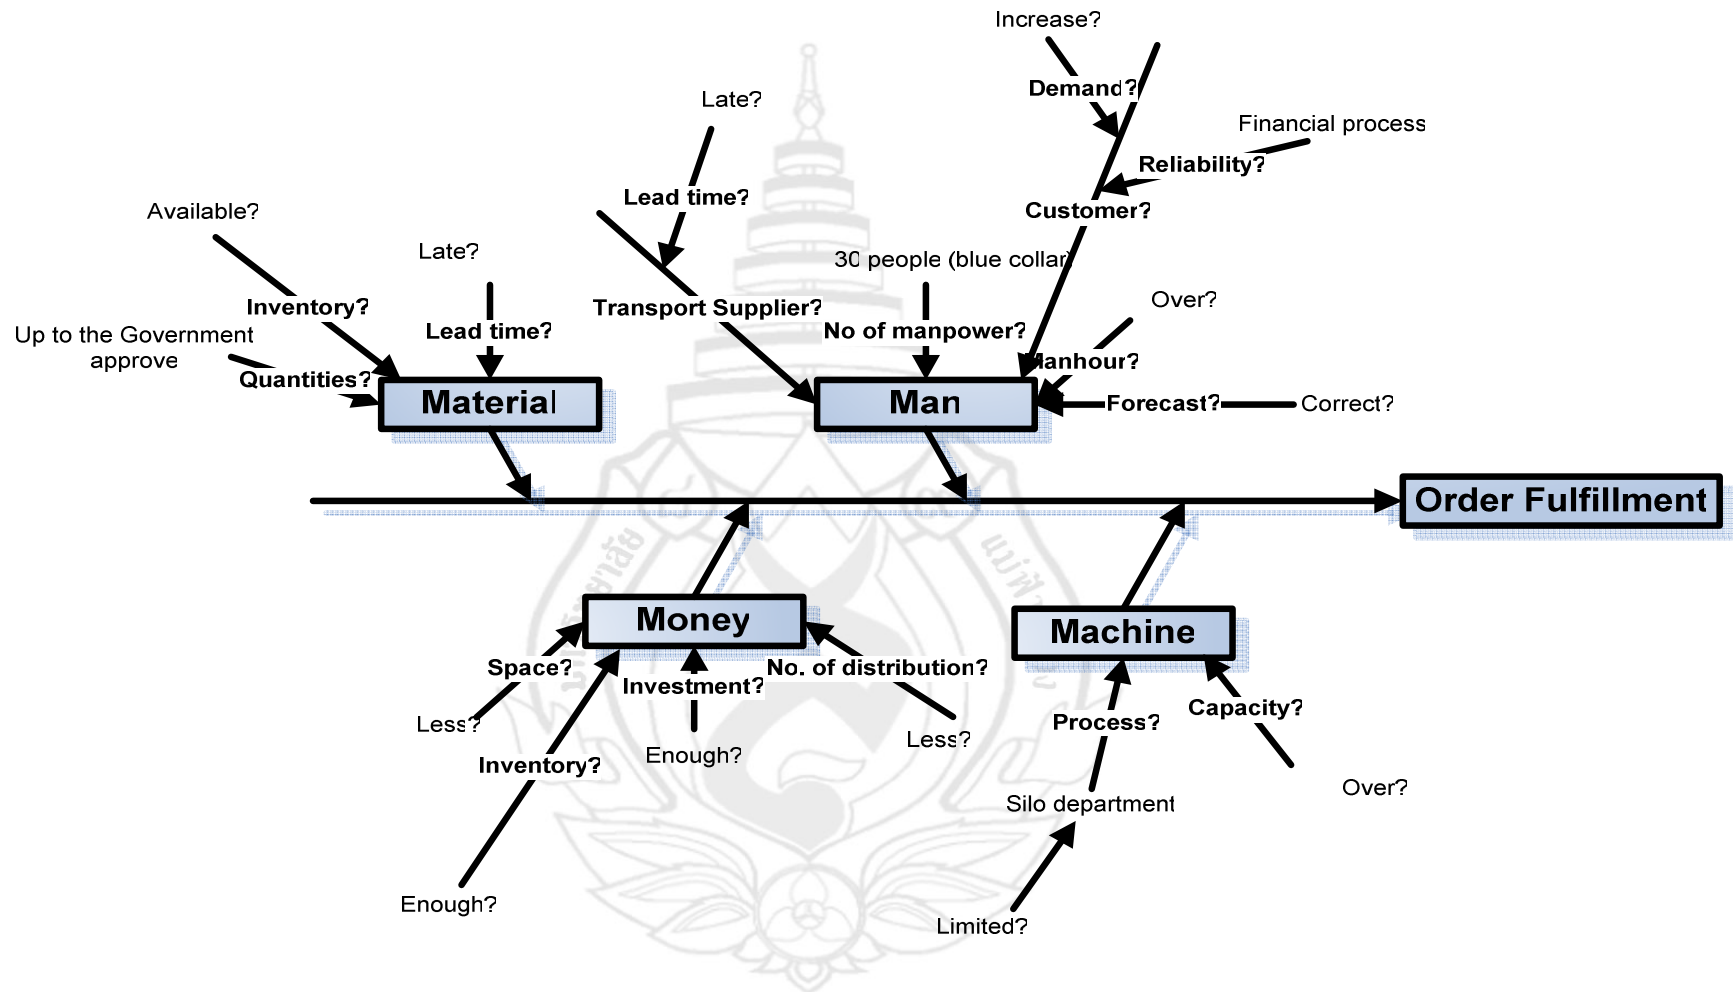 Increase?
Demand?
Late?
Financial process
Reliability?
Lead time?
Customer?
Available?
Late?
30 people (blue collar)
Over?
Inventory?
Transport Supplier?
Lead time?
No of manpower?
Up to the Government
approve
Manhour?
Quantities?
Material
Man
Forecast?
Correct?
Order Fulfillment
Money
Machine
Space?
No. of distribution?
Investment?
Capacity?
Less?
Process?
Less?
Enough?
Inventory?
Over?
Silo department
Enough?
Limited?